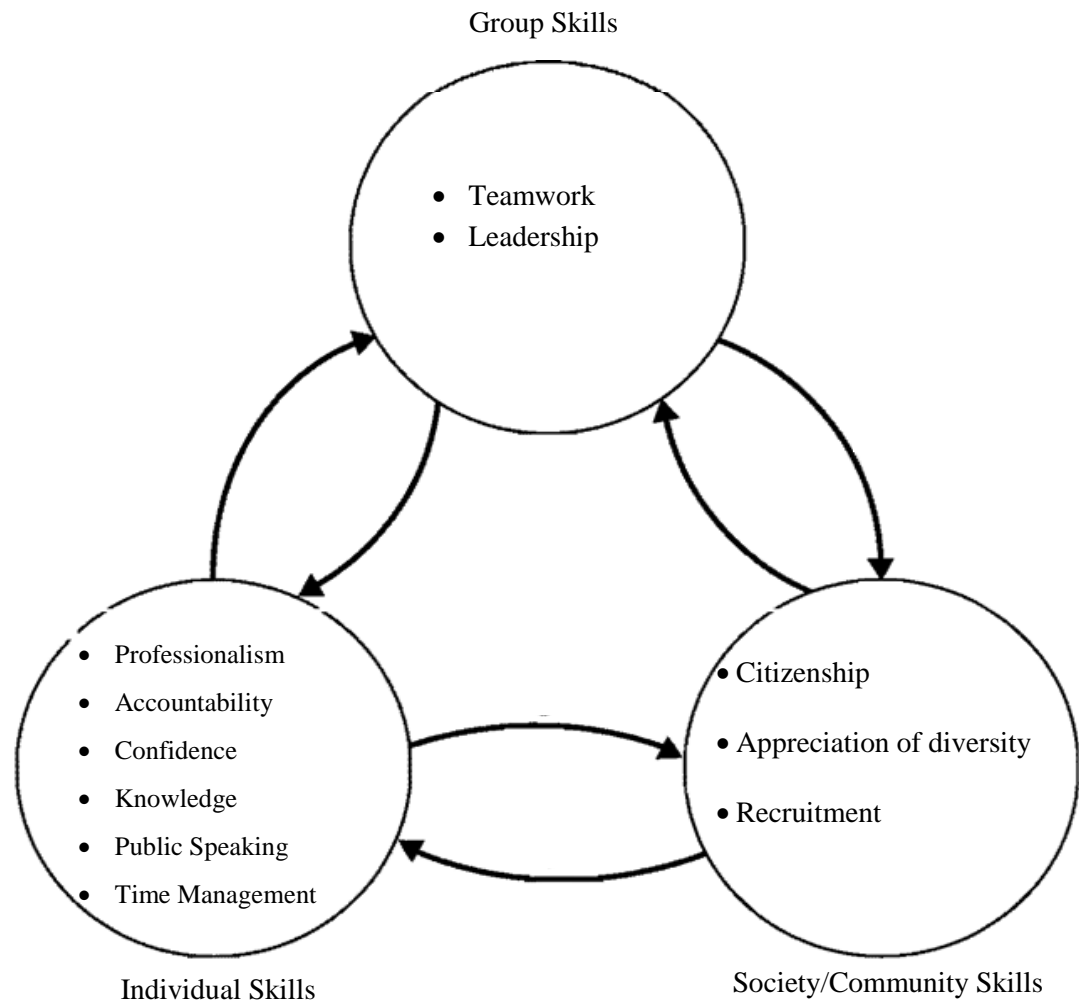 Group Skills
• Teamwork
• Leadership
• Professionalism
• Accountability
• Confidence
• Knowledge
• Public Speaking
• Time Management
Individual Skills
• Citizenship
• Appreciation of diversity
• Recruitment
Society/Community Skills